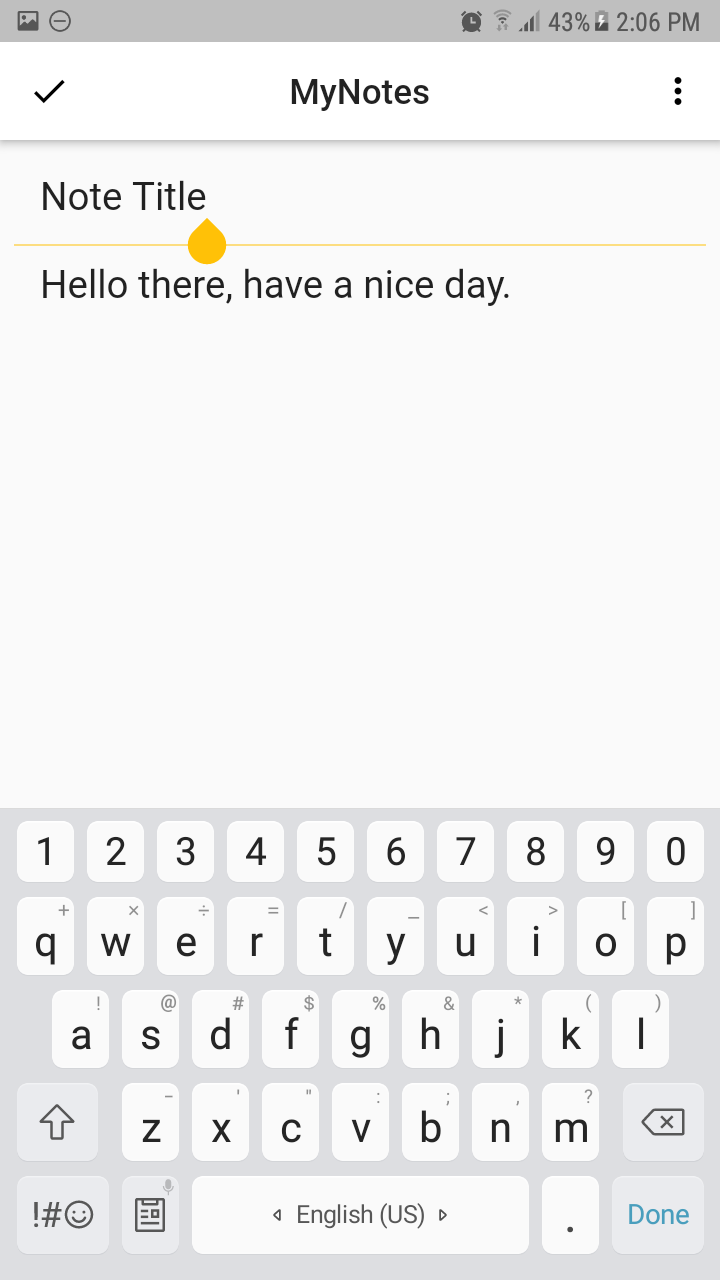 43% 2:06 PM
MyNotes
Note Title
Hello there, have a nice day.
1 2 3 4 5 6 7 8 9 0
+ × ÷ = / _ < > [ ]
q w e r t y u i o p
! @ # $ % & * ( )
a s d f g h j k l
- ' " : ; , ?
z x c v b n m
!#☺ English (US) . Done